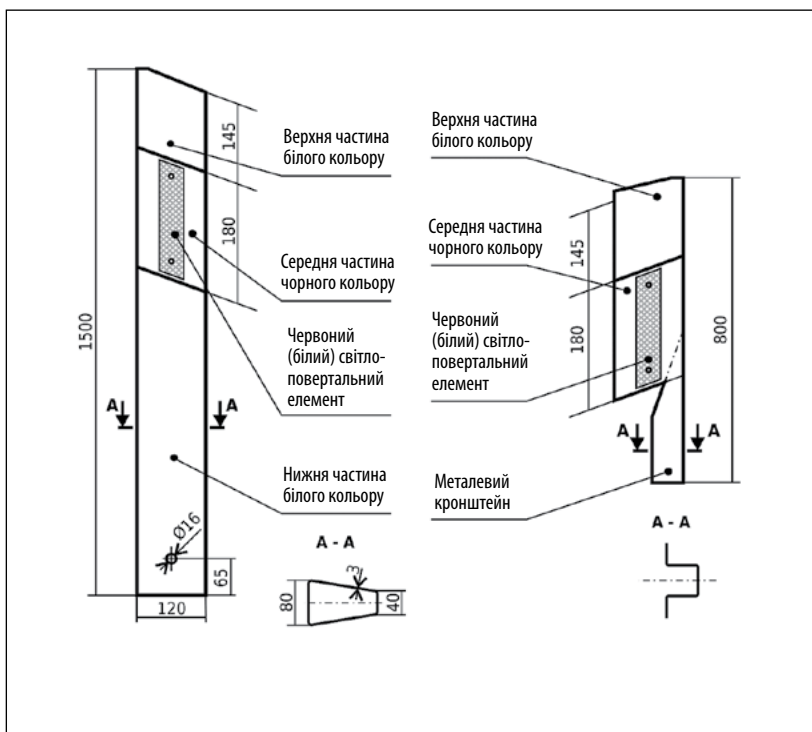 1500
145
180
Верхня частина
білого кольору
Середня частина
чорного кольору
Червоний
(білий) світло-
повертальний
елемент
А
А
Нижня частина
білого кольору
Ø16
65
120
А - А
80
3
40
Верхня частина
білого кольору
Середня частина
чорного кольору
Червоний
(білий) світло-
повертальний
елемент
Металевий
кронштейн
145
180
800
А
А
А - А